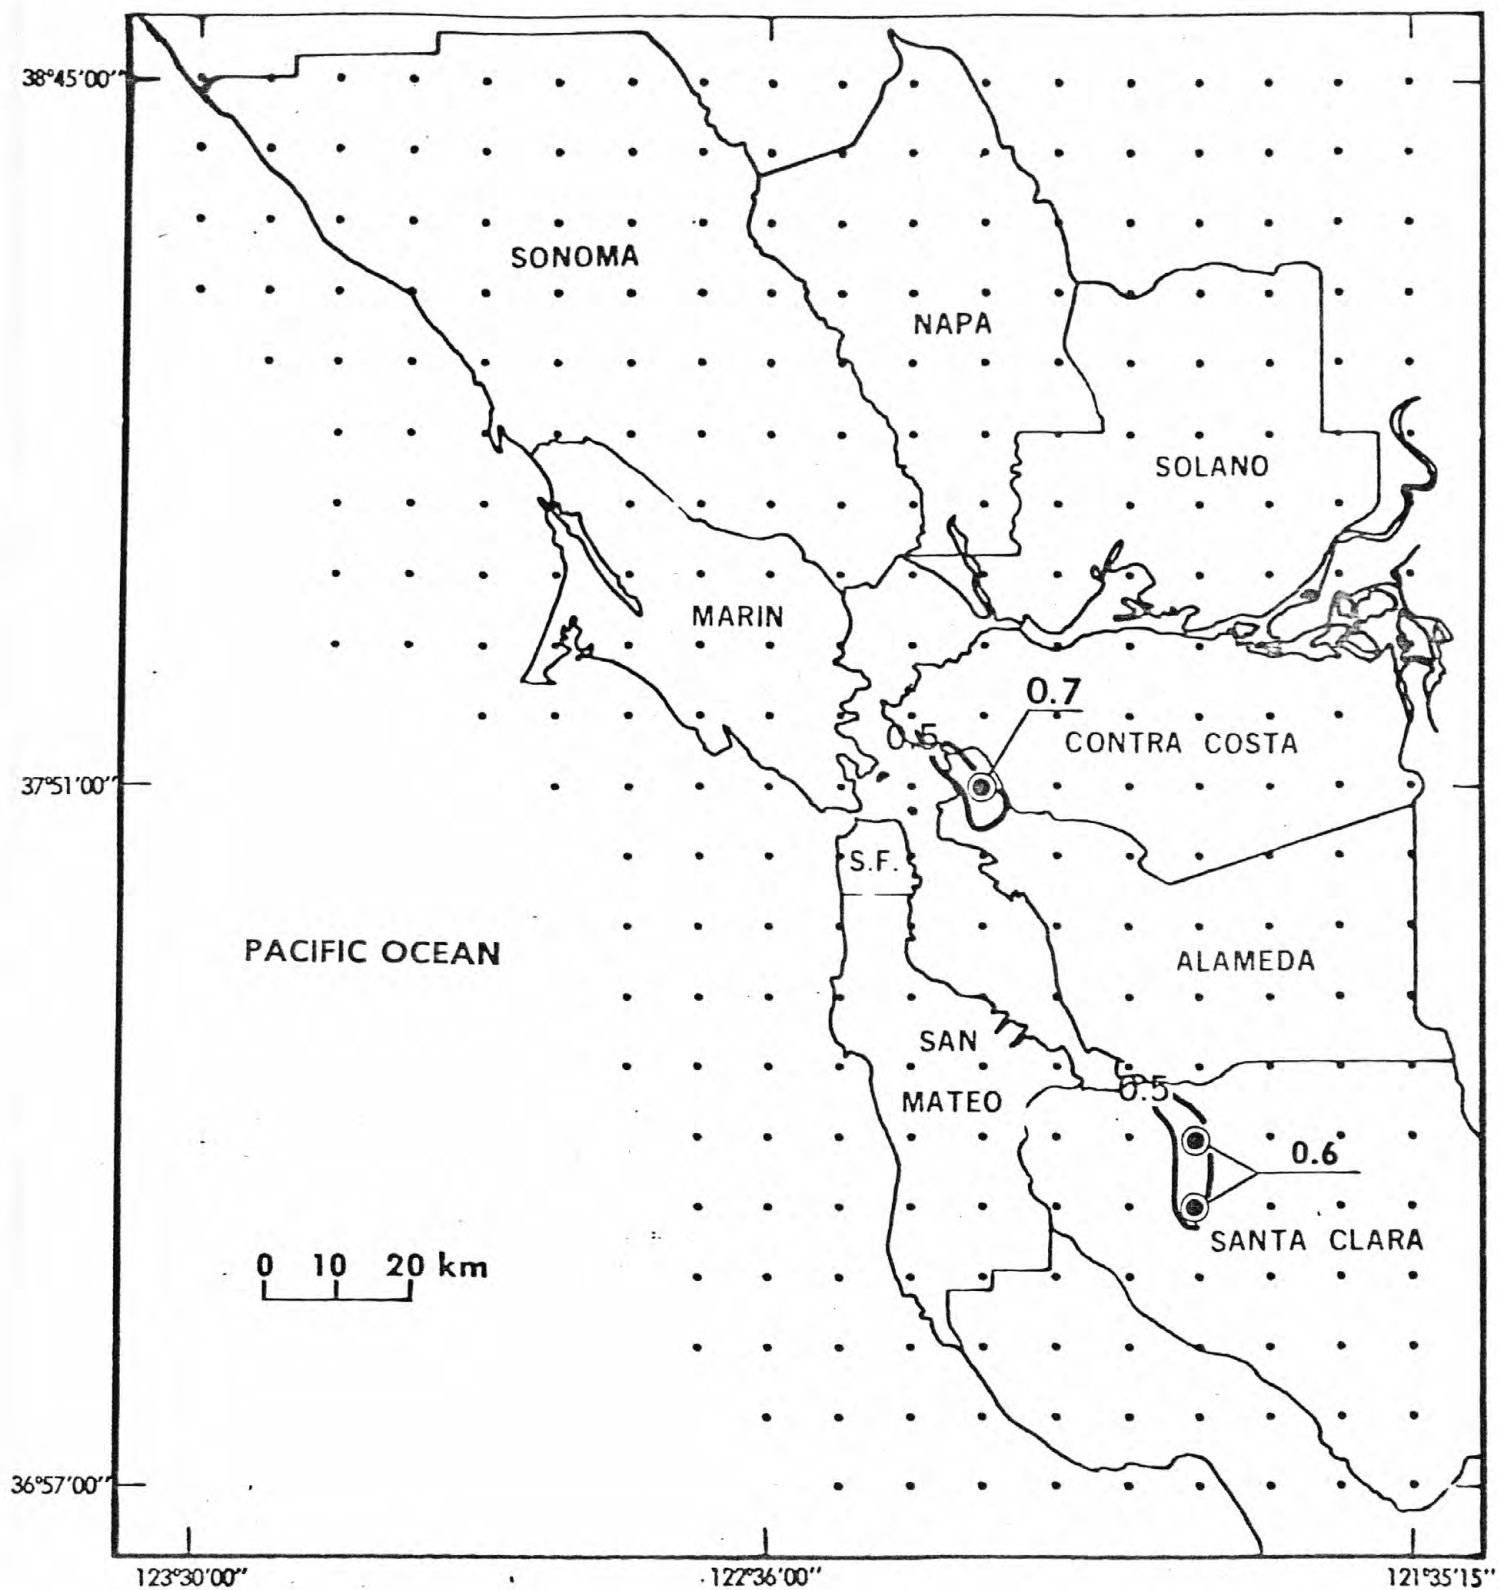 38°45'00"
SONOMA
NAPA
SOLANO
MARIN
0.7
0.5
CONTRA COSTA
37°51'00"
S.F.
PACIFIC OCEAN
ALAMEDA
SAN
MATEO
0.5
0.6
SANTA CLARA
0 10 20 km
36°57'00"
123°30'00" 122°36'00" 121°35'15"